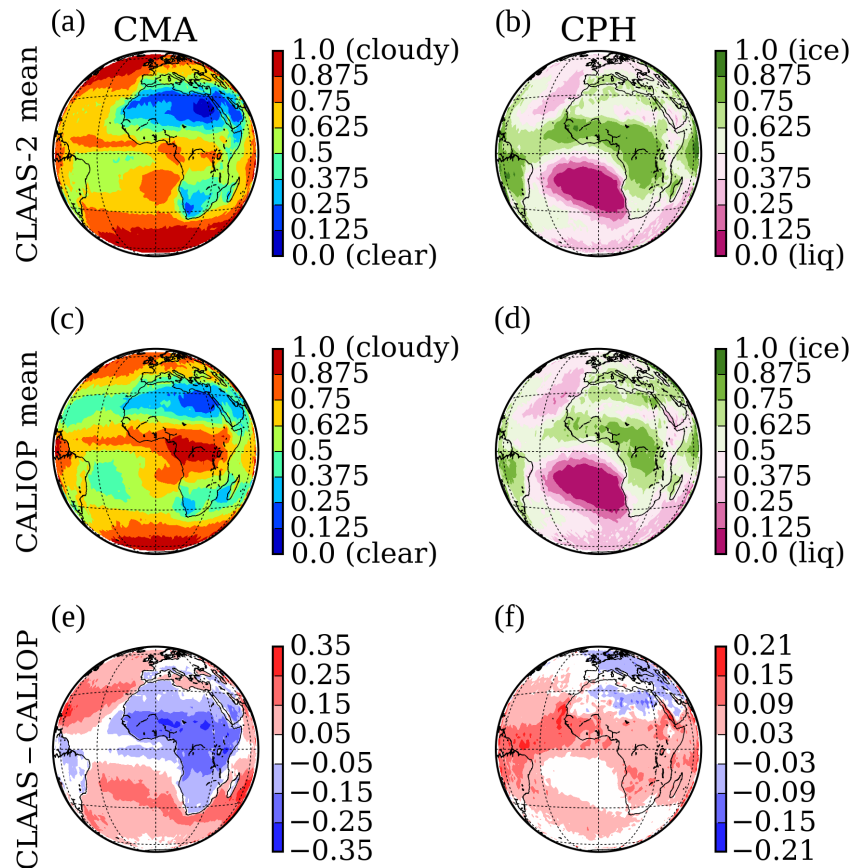 CMA
CPH
(a)
CLAAS-2 mean
1.0 (cloudy)
0.875
0.75
0.625
0.5
0.375
0.25
0.125
0.0 (clear)
(b)
1.0 (ice)
0.875
0.75
0.625
0.5
0.375
0.25
0.125
0.0 (liq)
(c)
CALIOP mean
1.0 (cloudy)
0.875
0.75
0.625
0.5
0.375
0.25
0.125
0.0 (clear)
(d)
1.0 (ice)
0.875
0.75
0.625
0.5
0.375
0.25
0.125
0.0 (liq)
(e)
CLAAS − CALIOP
0.35
0.25
0.15
0.05
−0.05
−0.15
−0.25
−0.35
(f)
0.21
0.15
0.09
0.03
−0.03
−0.09
−0.15
−0.21